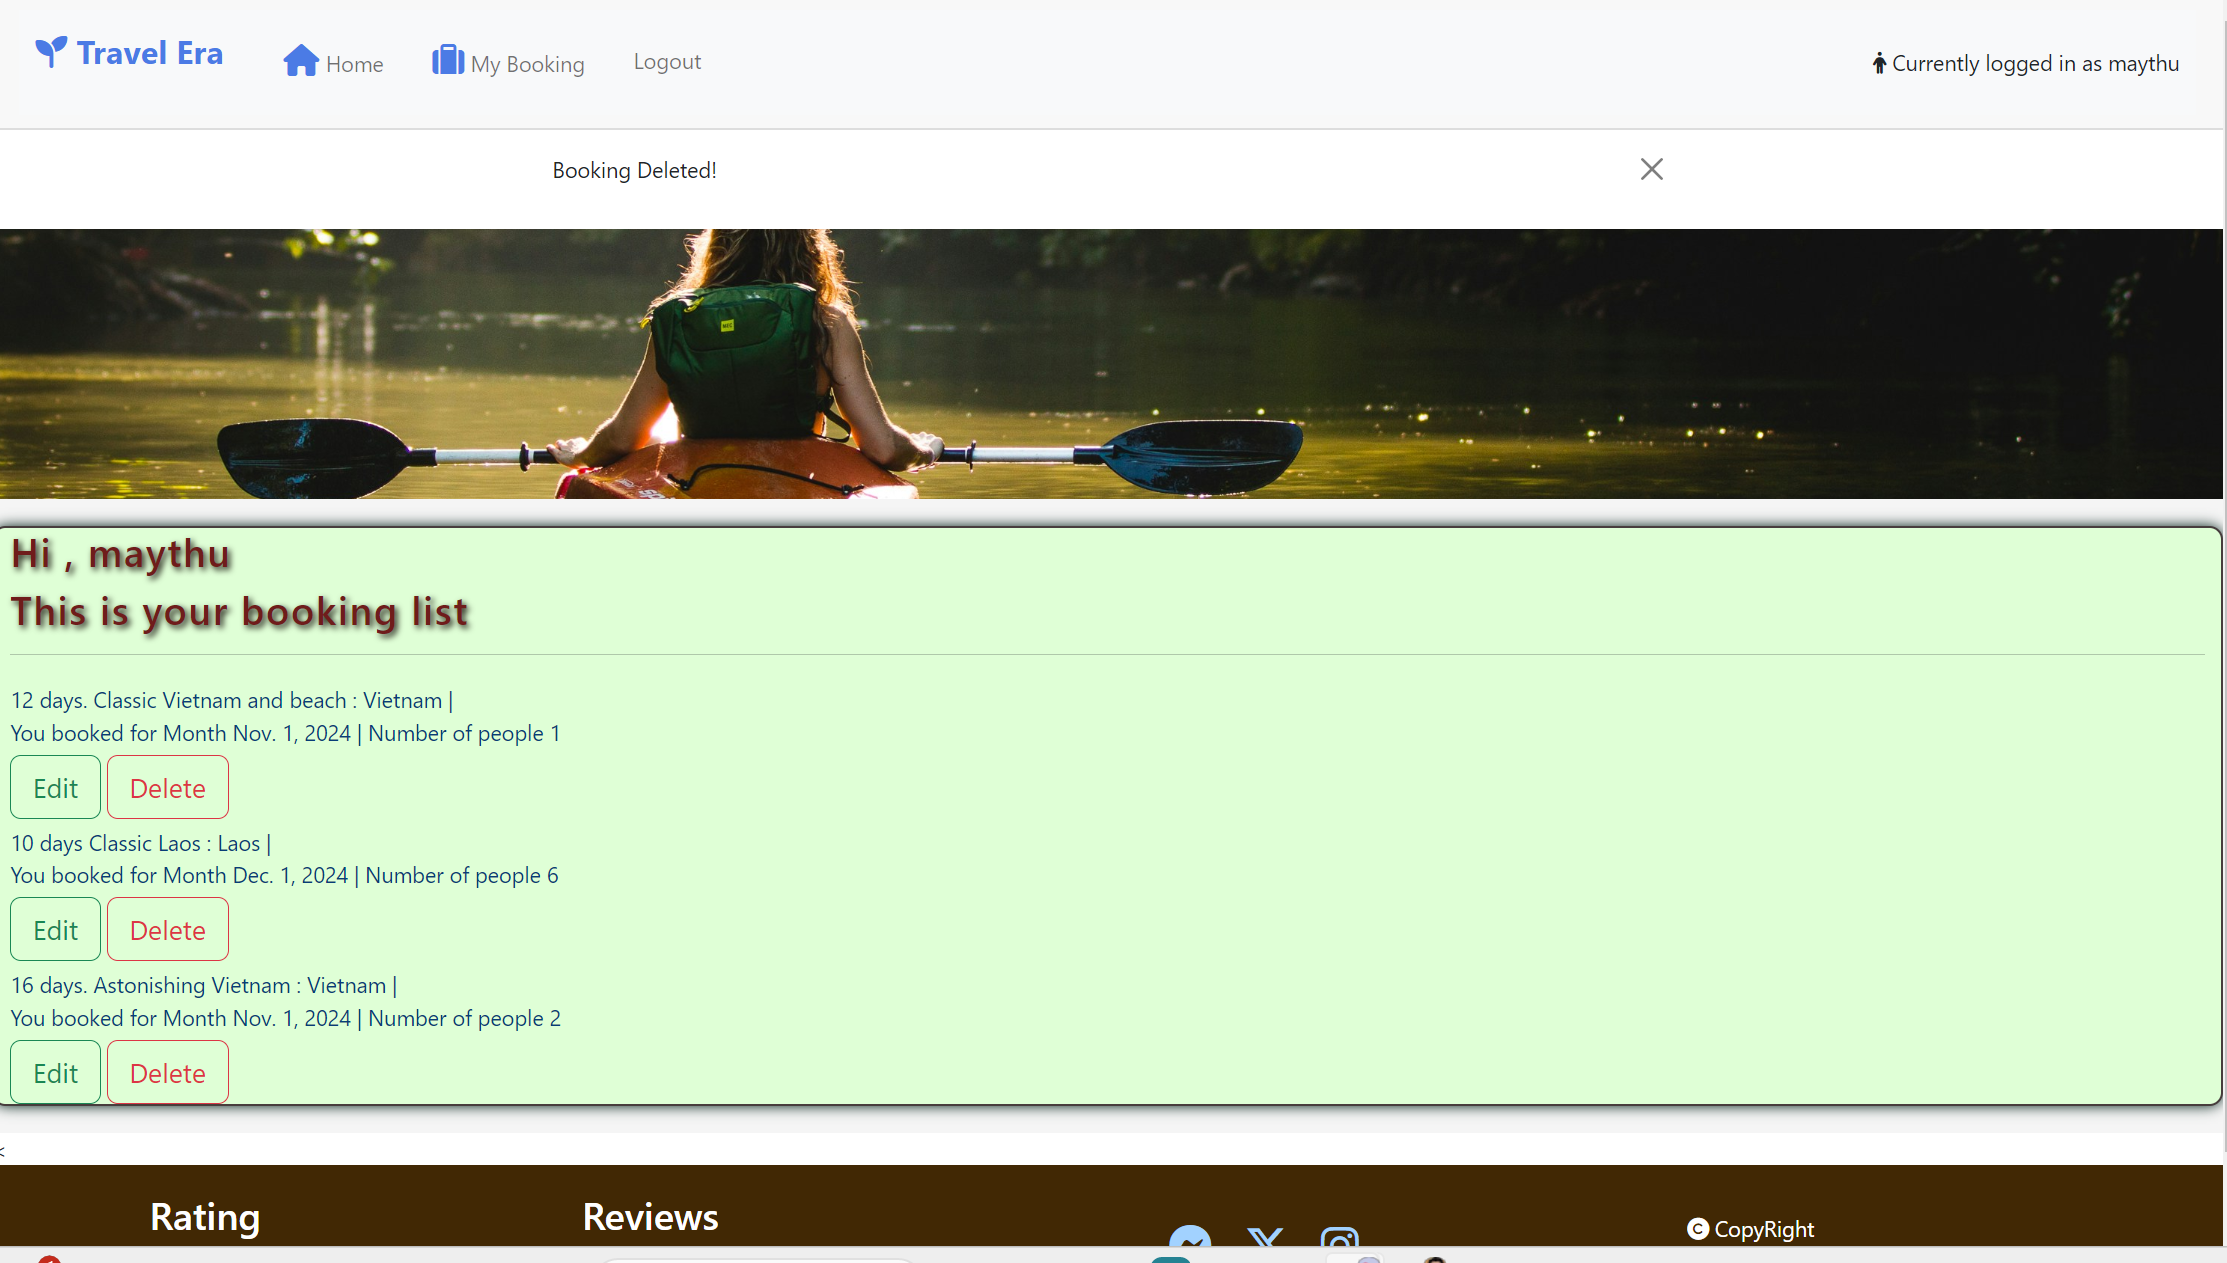 Travel Era
Home
My Booking
Logout
Currently logged in as maythu
Booking Deleted!
Hi , maythu
This is your booking list
12 days. Classic Vietnam and beach : Vietnam |
You booked for Month Nov. 1, 2024 | Number of people 1
Edit Delete
10 days Classic Laos : Laos |
You booked for Month Dec. 1, 2024 | Number of people 6
Edit Delete
16 days. Astonishing Vietnam : Vietnam |
You booked for Month Nov. 1, 2024 | Number of people 2
Edit Delete
<
Rating
Reviews
CopyRight